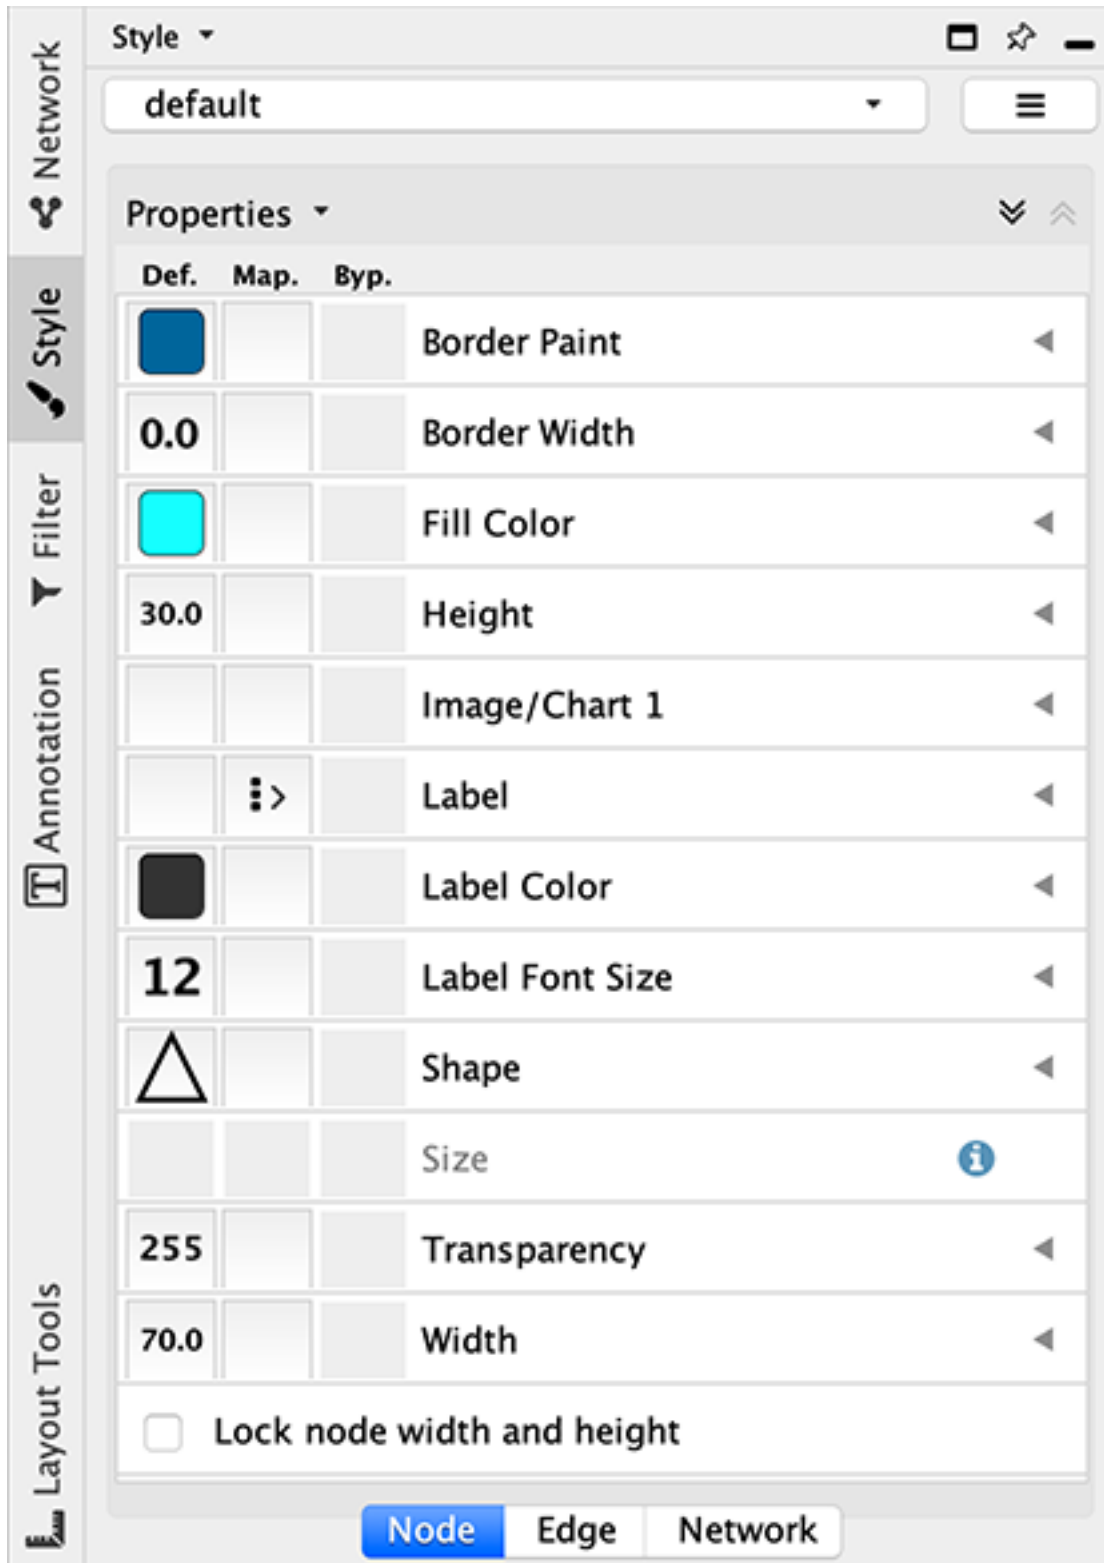 Style
default
Properties
Def. Map. Byp.
Border Paint
0.0 Border Width
Fill Color
30.0 Height
Image/Chart 1
Label
Label Color
12 Label Font Size
Shape
Size
255 Transparency
70.0 Width
Lock node width and height
Node Edge Network
Network
Style
Filter
T Annotation
Layout Tools